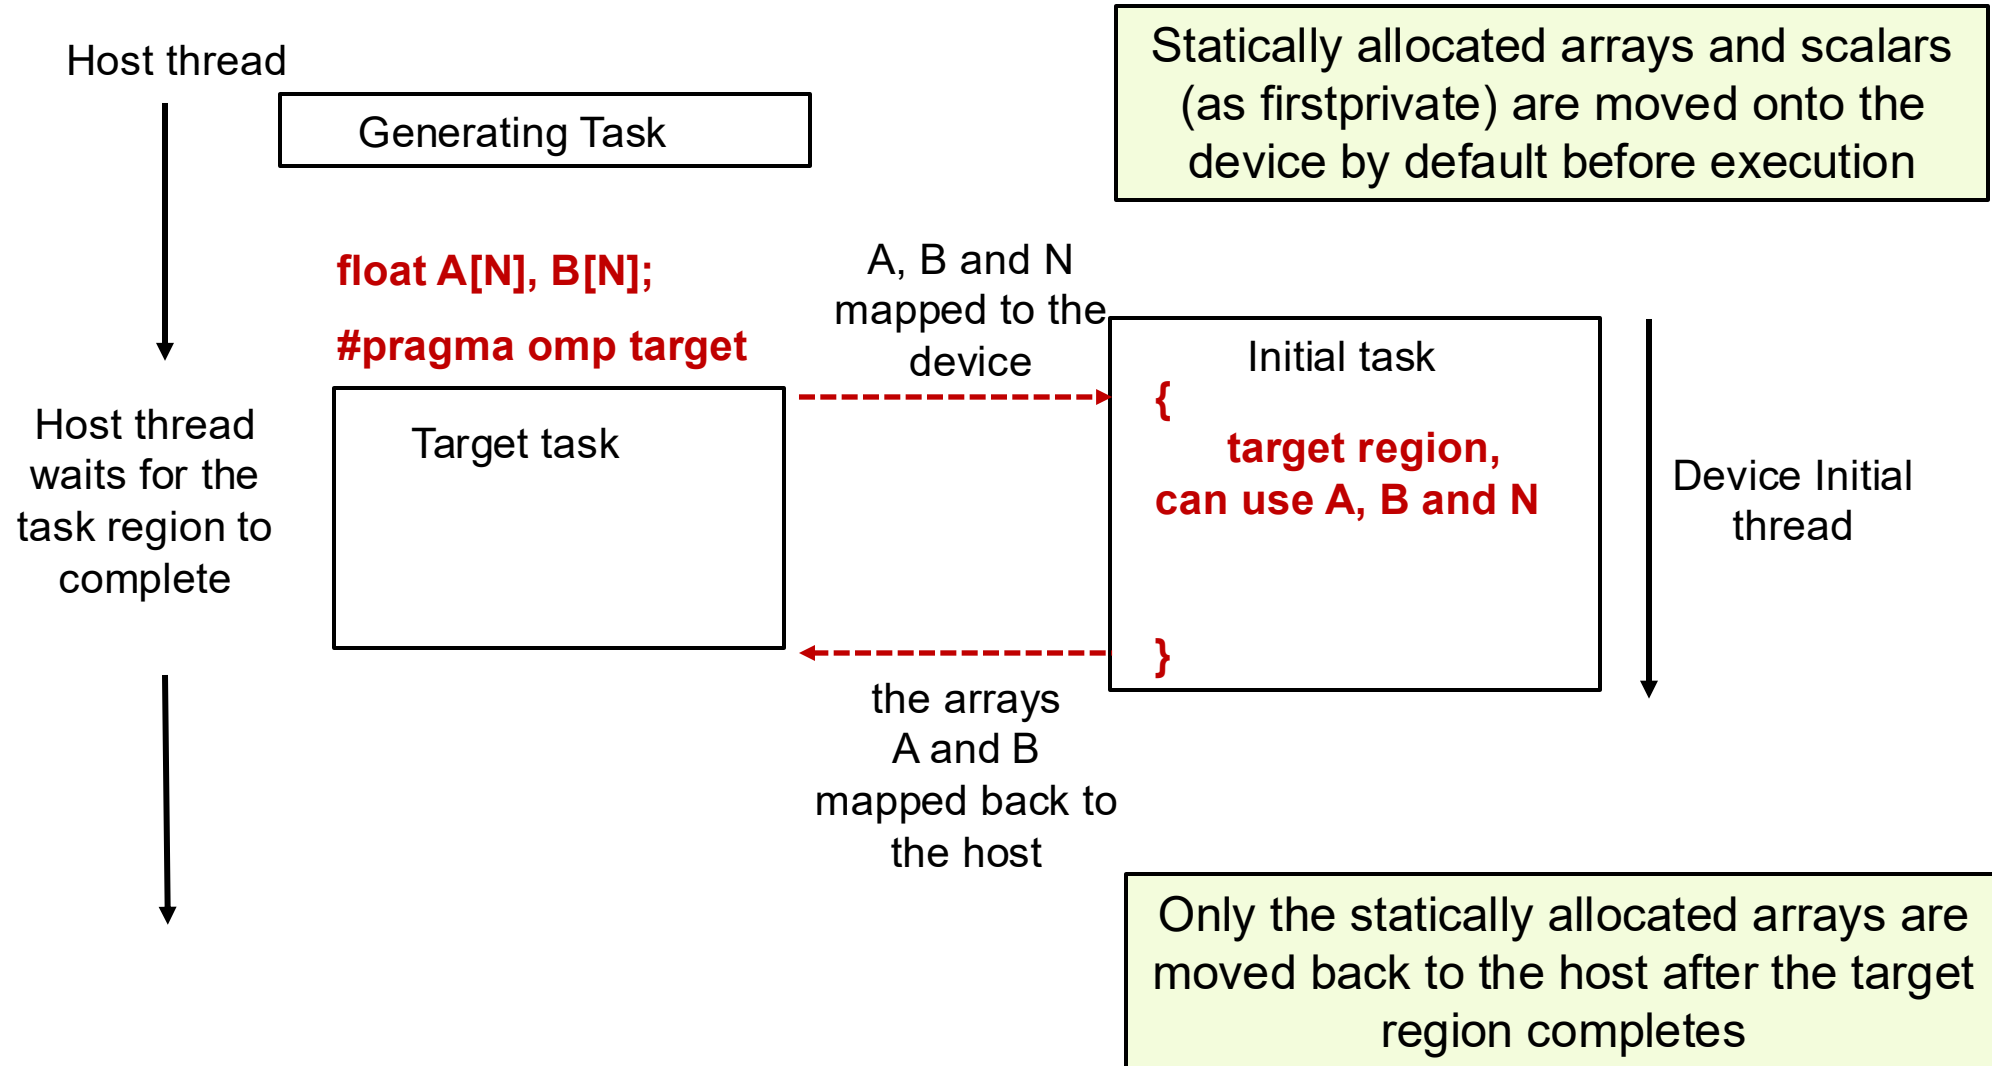 Host thread
Generating Task
Statically allocated arrays and scalars
(as firstprivate) are moved onto the
device by default before execution
float A[N], B[N];
#pragma omp target
A, B and N
mapped to the
device
Host thread
waits for the
task region to
complete
Target task
Initial task
{
target region,
can use A, B and N
}
Device Initial
thread
the arrays
A and B
mapped back to
the host
Only the statically allocated arrays are
moved back to the host after the target
region completes